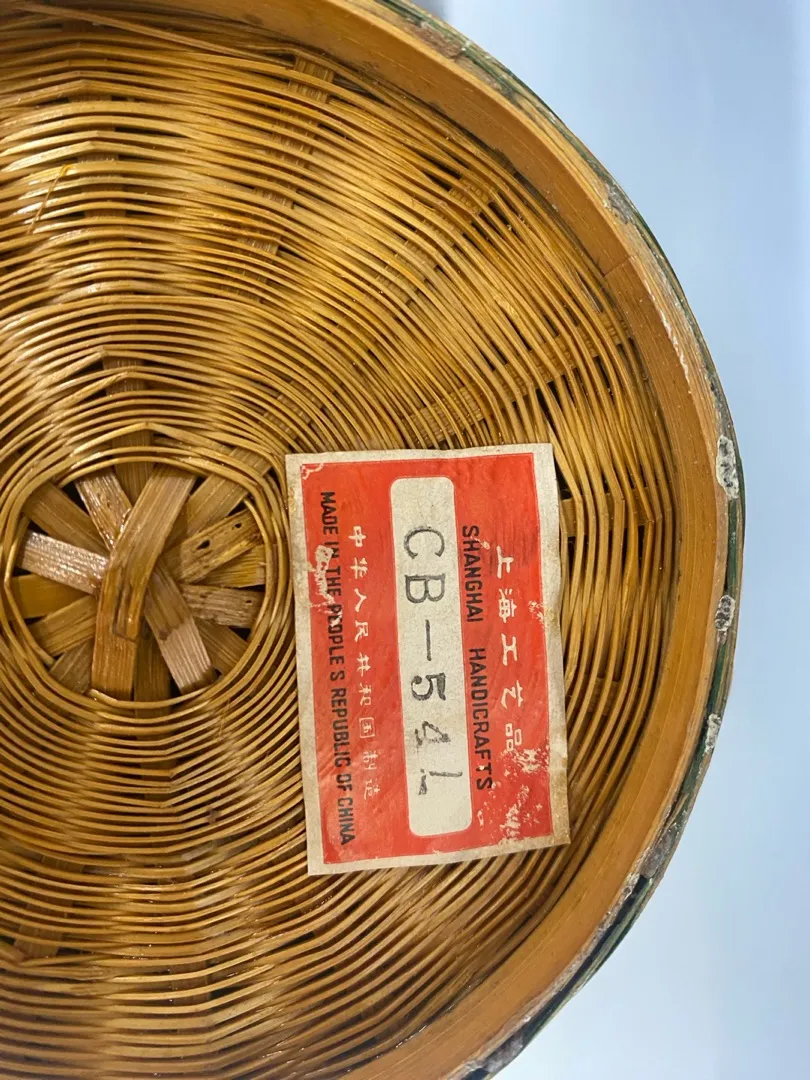 上海工艺品
SHANGHAI HANDICRAFTS
CB-54L
中华人民共和国制造
MADE IN THE PEOPLE'S REPUBLIC OF CHINA